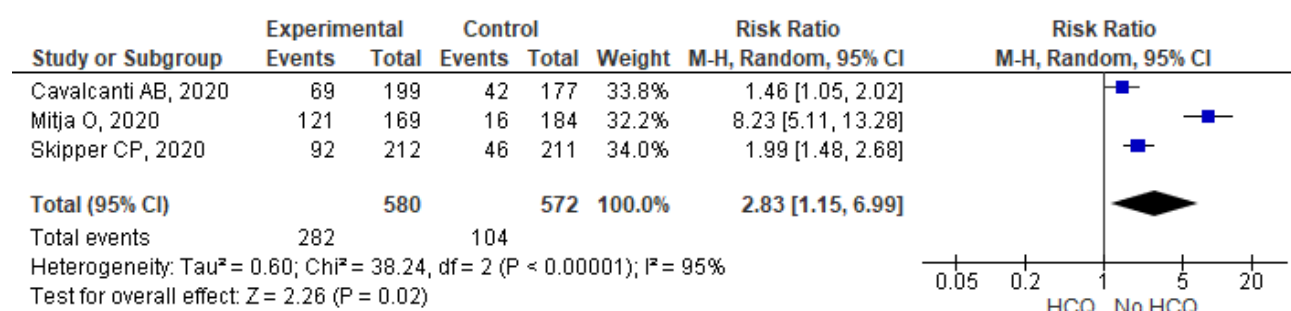 Experimental Control Risk Ratio Risk Ratio
Study or Subgroup Events Total Events Total Weight M-H, Random, 95% CI M-H, Random, 95% CI
Cavalcanti AB, 2020 69 199 42 177 33.8% 1.46 [1.05, 2.02]
Mitja O, 2020 121 169 16 184 32.2% 8.23 [5.11, 13.28]
Skipper CP, 2020 92 212 46 211 34.0% 1.99 [1.48, 2.68]
Total (95% CI) 580 572 100.0% 2.83 [1.15, 6.99]
Total events 282 104
Heterogeneity: Tau² = 0.60; Chi² = 38.24, df = 2 (P < 0.00001); I² = 95%
Test for overall effect: Z = 2.26 (P = 0.02)
0.05 0.2 1 5 20
HCQ No HCQ